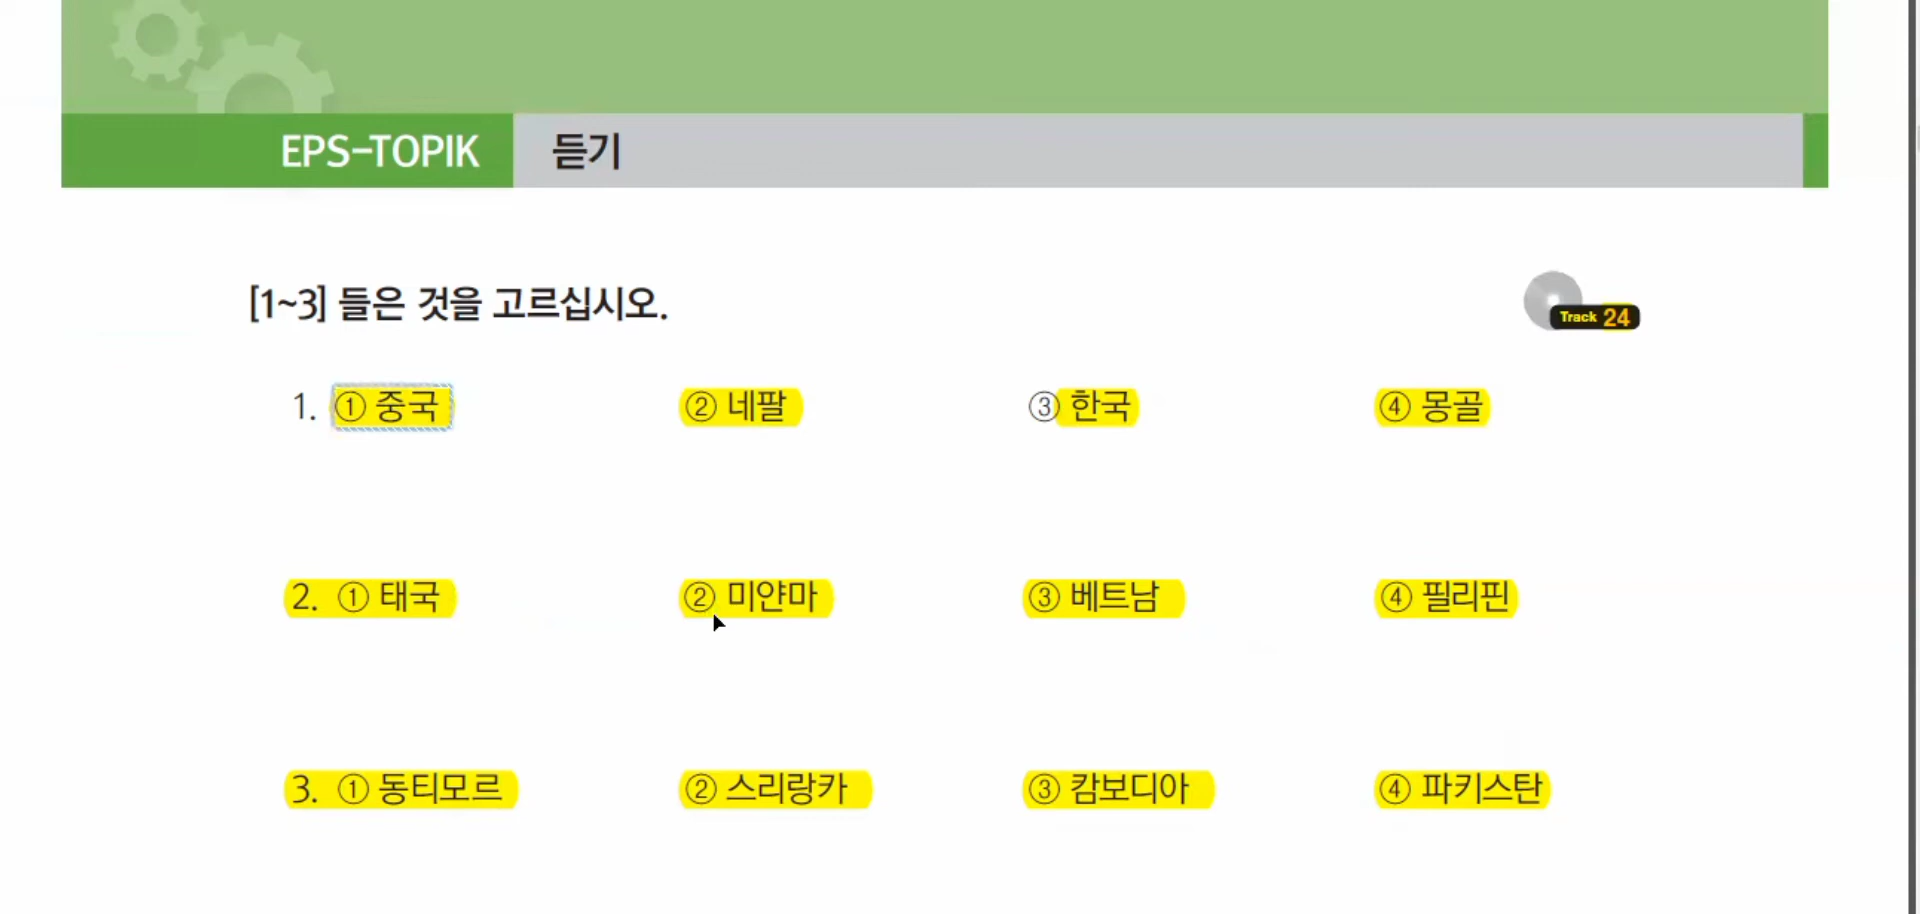 EPS-TOPIK 듣기
[1~3] 들은 것을 고르십시오.
Track 24
1. ① 중국 ② 네팔 ③ 한국 ④ 몽골
2. ① 태국 ② 미얀마 ③ 베트남 ④ 필리핀
3. ① 동티모르 ② 스리랑카 ③ 캄보디아 ④ 파키스탄